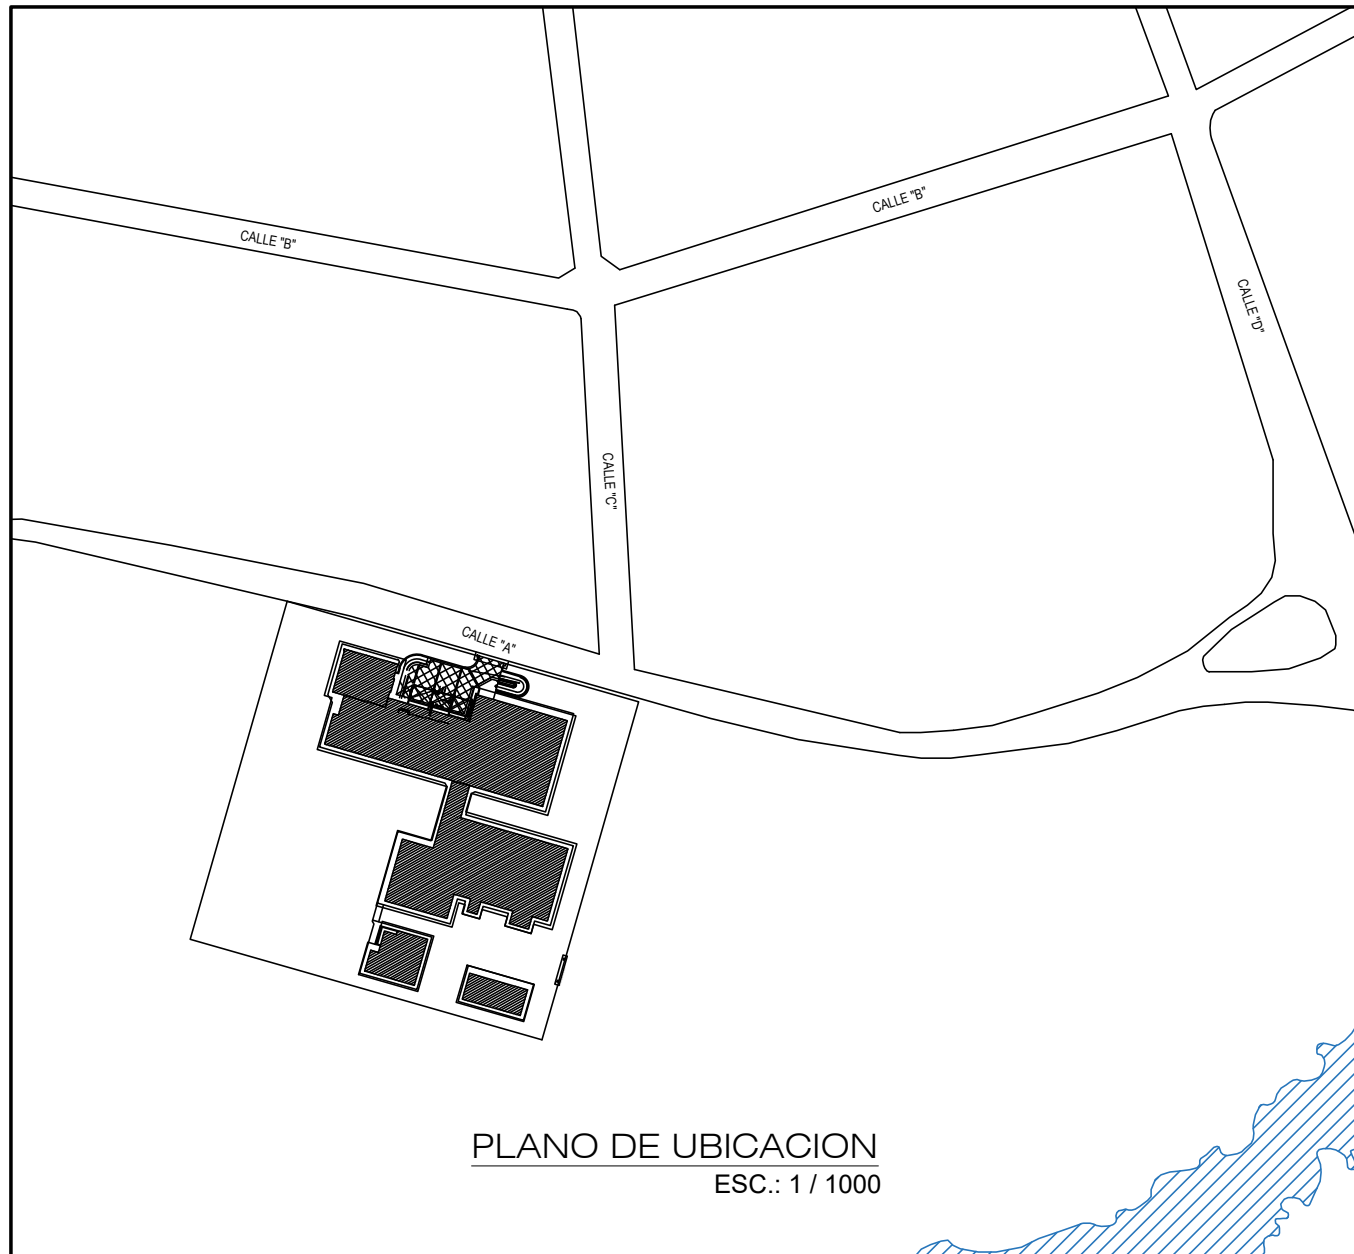 CALLE "B"
CALLE "B"
CALLE "D"
CALLE "C"
CALLE "A"
PLANO DE UBICACION
ESC.: 1 / 1000